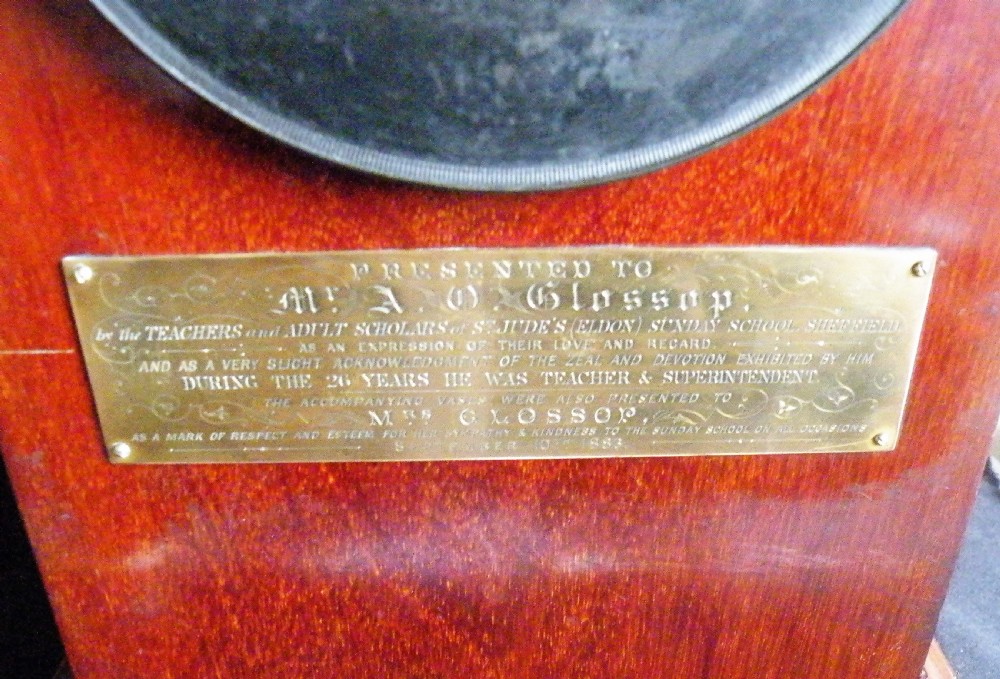 PRESENTED TO
Mr. A. O. Glossop,
by the TEACHERS and ADULT SCHOLARS of ST. JUDE'S (ELDON) SUNDAY SCHOOL, SHEFFIELD,
AS AN EXPRESSION OF THEIR LOVE AND REGARD
AND AS A VERY SLIGHT ACKNOWLEDGMENT OF THE ZEAL AND DEVOTION EXHIBITED BY HIM
DURING THE 26 YEARS HE WAS TEACHER & SUPERINTENDENT.
THE ACCOMPANYING VASES WERE ALSO PRESENTED TO
MRS GLOSSOP,
AS A MARK OF RESPECT AND ESTEEM FOR HER SYMPATHY & KINDNESS TO THE SUNDAY SCHOOL ON ALL OCCASIONS